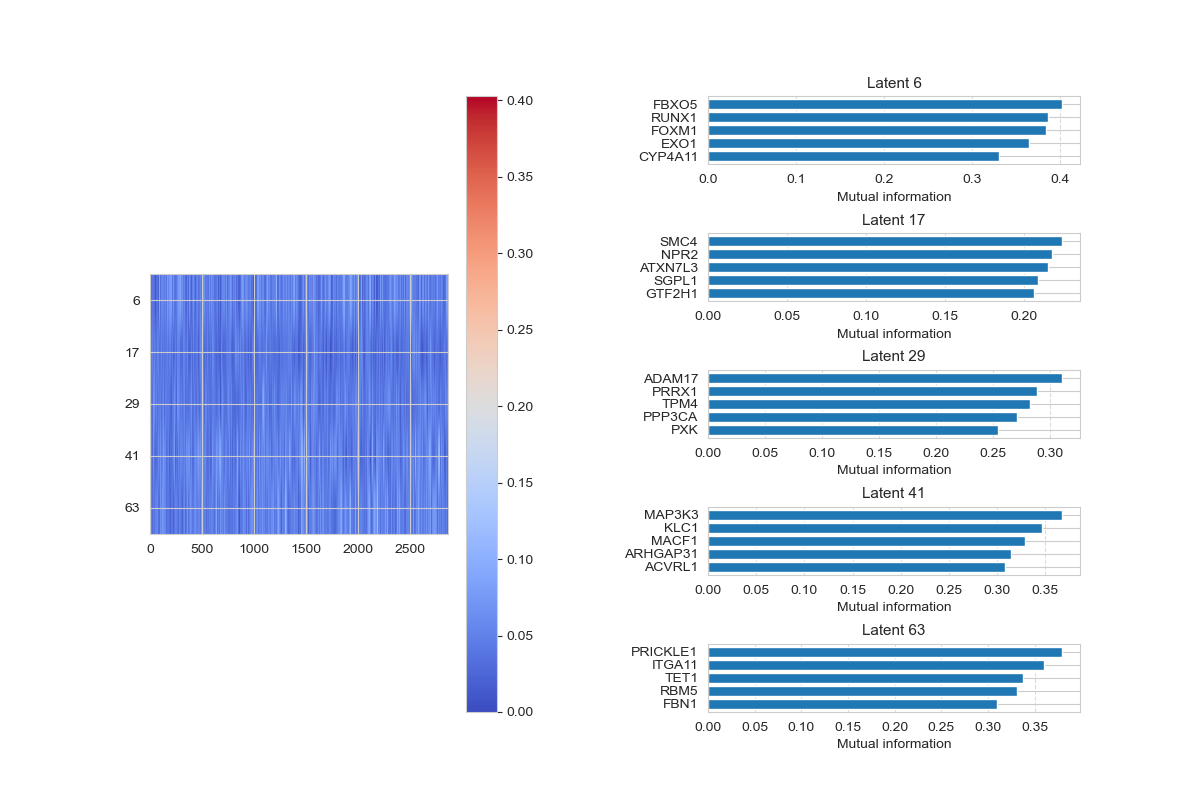 6
17
29
41
63
0 500 1000 1500 2000 2500
0.40
0.35
0.30
0.25
0.20
0.15
0.10
0.05
0.00
Latent 6
FBXO5
RUNX1
FOXM1
EXO1
CYP4A11
0.0 0.1 0.2 0.3 0.4
Mutual information
Latent 17
SMC4
NPR2
ATXN7L3
SGPL1
GTF2H1
0.00 0.05 0.10 0.15 0.20
Mutual information
Latent 29
ADAM17
PRRX1
TPM4
PPP3CA
PXK
0.00 0.05 0.10 0.15 0.20 0.25 0.30
Mutual information
Latent 41
MAP3K3
KLC1
MACF1
ARHGAP31
ACVRL1
0.00 0.05 0.10 0.15 0.20 0.25 0.30 0.35
Mutual information
Latent 63
PRICKLE1
ITGA11
TET1
RBM5
FBN1
0.00 0.05 0.10 0.15 0.20 0.25 0.30 0.35
Mutual information